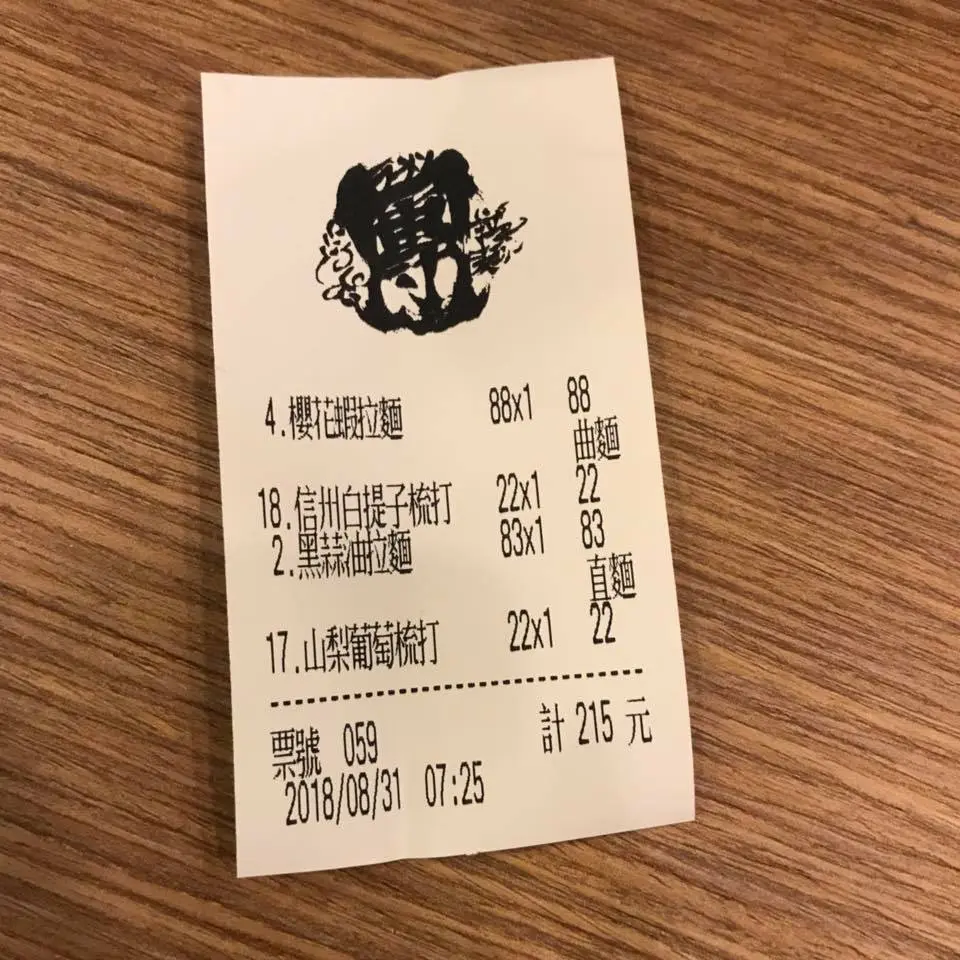 4.櫻花蝦拉麵 88x1 88
曲麵
18.信州白提子梳打 22x1 22
2.黑蒜油拉麵 83x1 83
直麵
17.山梨葡萄梳打 22x1 22
票號 059 計 215 元
2018/08/31 07:25